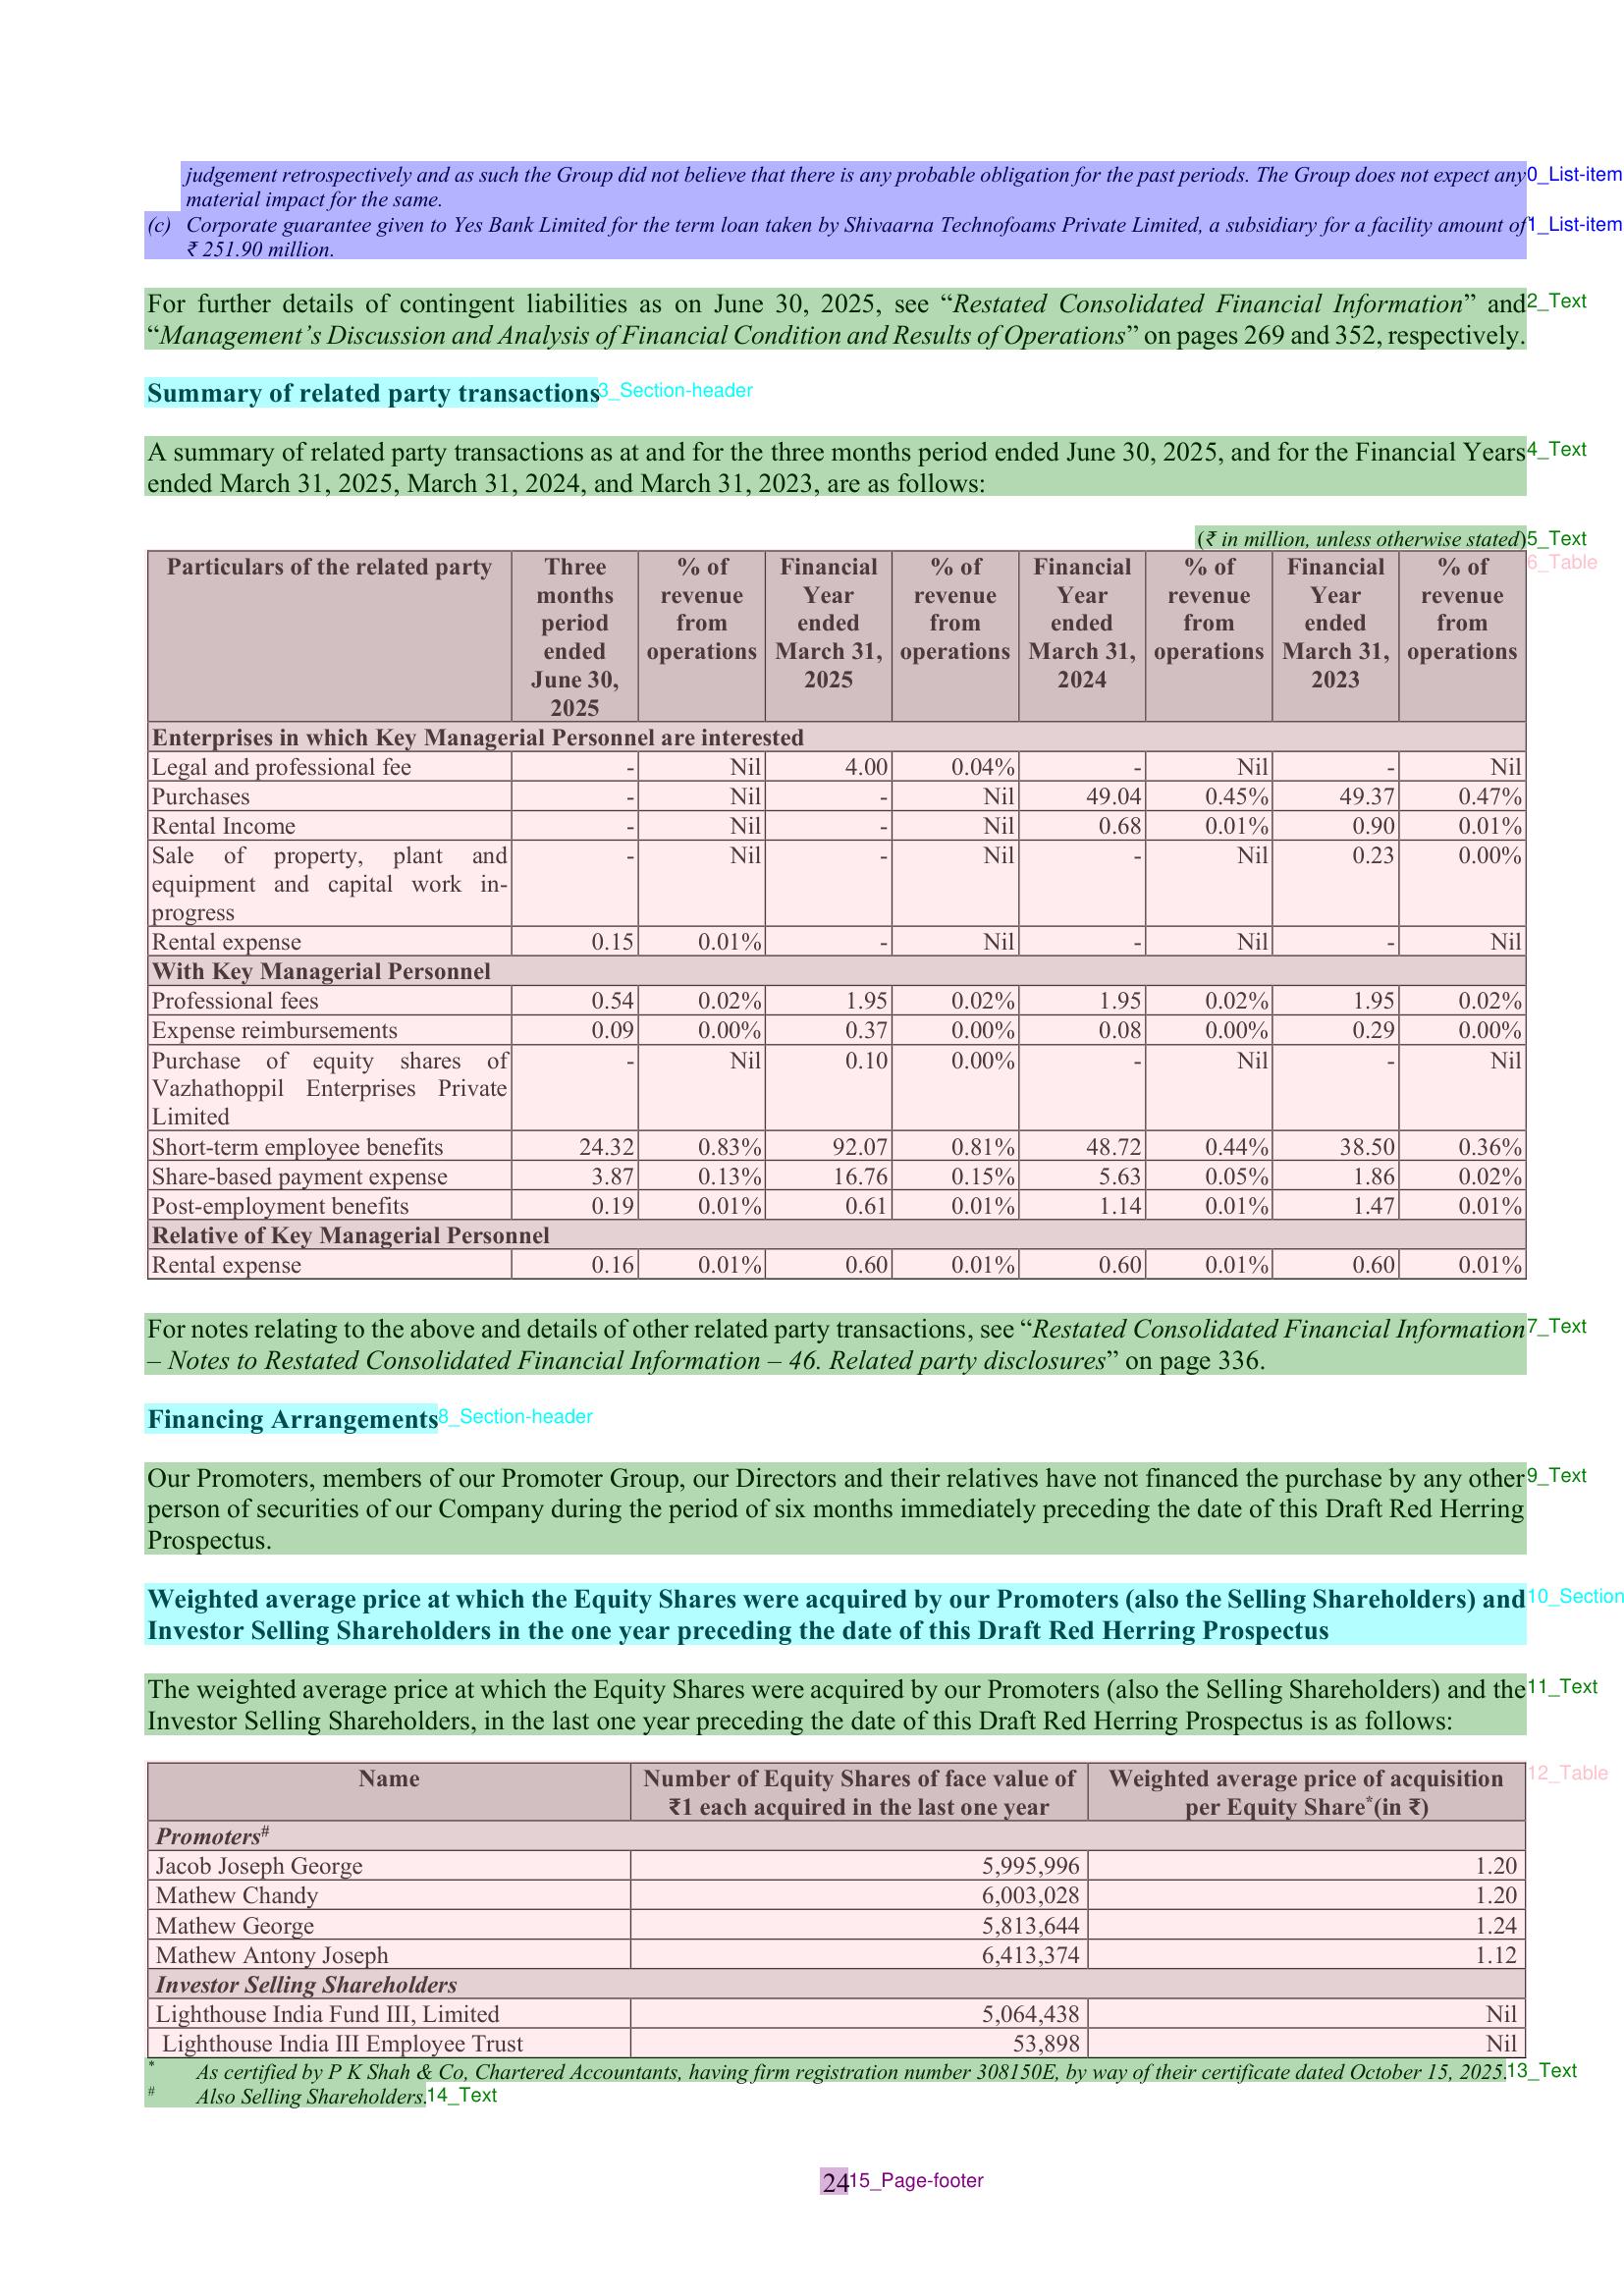 judgement retrospectively and as such the Group did not believe that there is any probable obligation for the past periods. The Group does not expect any 0_List-item
material impact for the same.
(c) Corporate guarantee given to Yes Bank Limited for the term loan taken by Shivaarna Technofoams Private Limited, a subsidiary for a facility amount of 1_List-item
₹ 251.90 million.
For further details of contingent liabilities as on June 30, 2025, see “Restated Consolidated Financial Information” and 2_Text
“Management’s Discussion and Analysis of Financial Condition and Results of Operations” on pages 269 and 352, respectively.
Summary of related party transactions 3_Section-header
A summary of related party transactions as at and for the three months period ended June 30, 2025, and for the Financial Years 4_Text
ended March 31, 2025, March 31, 2024, and March 31, 2023, are as follows:
(₹ in million, unless otherwise stated) 5_Text
6_Table
Particulars of the related party Three % of Financial % of Financial % of Financial % of
months revenue Year revenue Year revenue Year revenue
period from ended from ended from ended from
ended operations March 31, operations March 31, operations March 31, operations
June 30, 2025 2024 2023
2025
Enterprises in which Key Managerial Personnel are interested
Legal and professional fee - Nil 4.00 0.04% - Nil - Nil
Purchases - Nil - Nil 49.04 0.45% 49.37 0.47%
Rental Income - Nil - Nil 0.68 0.01% 0.90 0.01%
Sale of property, plant and - Nil - Nil - Nil 0.23 0.00%
equipment and capital work in-
progress
Rental expense 0.15 0.01% - Nil - Nil - Nil
With Key Managerial Personnel
Professional fees 0.54 0.02% 1.95 0.02% 1.95 0.02% 1.95 0.02%
Expense reimbursements 0.09 0.00% 0.37 0.00% 0.08 0.00% 0.29 0.00%
Purchase of equity shares of - Nil 0.10 0.00% - Nil - Nil
Vazhathoppil Enterprises Private
Limited
Short-term employee benefits 24.32 0.83% 92.07 0.81% 48.72 0.44% 38.50 0.36%
Share-based payment expense 3.87 0.13% 16.76 0.15% 5.63 0.05% 1.86 0.02%
Post-employment benefits 0.19 0.01% 0.61 0.01% 1.14 0.01% 1.47 0.01%
Relative of Key Managerial Personnel
Rental expense 0.16 0.01% 0.60 0.01% 0.60 0.01% 0.60 0.01%
For notes relating to the above and details of other related party transactions, see “Restated Consolidated Financial Information 7_Text
– Notes to Restated Consolidated Financial Information – 46. Related party disclosures” on page 336.
Financing Arrangements 8_Section-header
Our Promoters, members of our Promoter Group, our Directors and their relatives have not financed the purchase by any other 9_Text
person of securities of our Company during the period of six months immediately preceding the date of this Draft Red Herring
Prospectus.
Weighted average price at which the Equity Shares were acquired by our Promoters (also the Selling Shareholders) and 10_Section
Investor Selling Shareholders in the one year preceding the date of this Draft Red Herring Prospectus
The weighted average price at which the Equity Shares were acquired by our Promoters (also the Selling Shareholders) and the 11_Text
Investor Selling Shareholders, in the last one year preceding the date of this Draft Red Herring Prospectus is as follows:
Name Number of Equity Shares of face value of Weighted average price of acquisition 12_Table
₹1 each acquired in the last one year per Equity Share*(in ₹)
Promoters#
Jacob Joseph George 5,995,996 1.20
Mathew Chandy 6,003,028 1.20
Mathew George 5,813,644 1.24
Mathew Antony Joseph 6,413,374 1.12
Investor Selling Shareholders
Lighthouse India Fund III, Limited 5,064,438 Nil
Lighthouse India III Employee Trust 53,898 Nil
* As certified by P K Shah & Co, Chartered Accountants, having firm registration number 308150E, by way of their certificate dated October 15, 2025. 13_Text
# Also Selling Shareholders. 14_Text
24 15_Page-footer